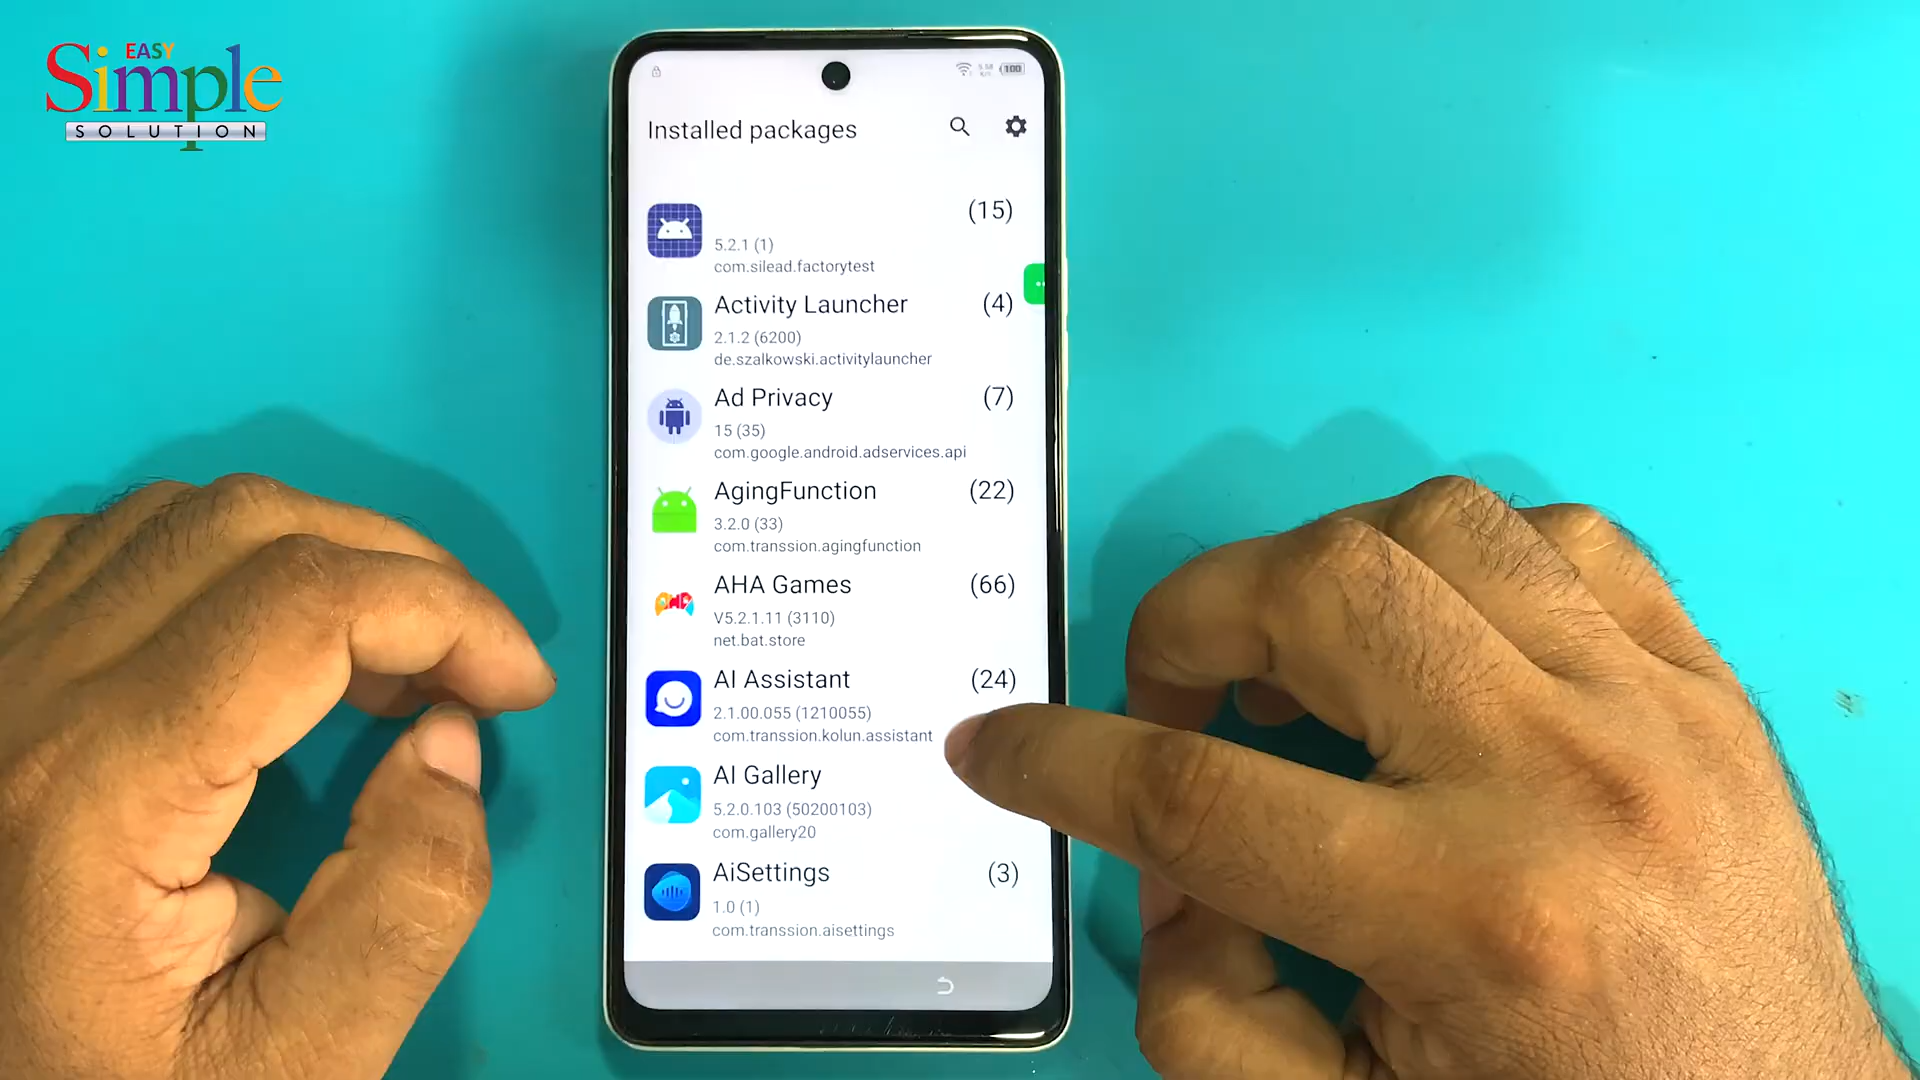 EASY
Simple
SOLUTION
5.58
100
Installed packages
(15)
5.2.1 (1)
com.silead.factorytest
Activity Launcher (4)
2.1.2 (6200)
de.szalkowski.activitylauncher
Ad Privacy (7)
15 (35)
com.google.android.adservices.api
AgingFunction (22)
3.2.0 (33)
com.transsion.agingfunction
AHA Games (66)
V5.2.1.11 (3110)
net.bat.store
AI Assistant (24)
2.1.00.055 (1210055)
com.transsion.kolun.assistant
AI Gallery
5.2.0.103 (50200103)
com.gallery20
AiSettings (3)
1.0 (1)
com.transsion.aisettings